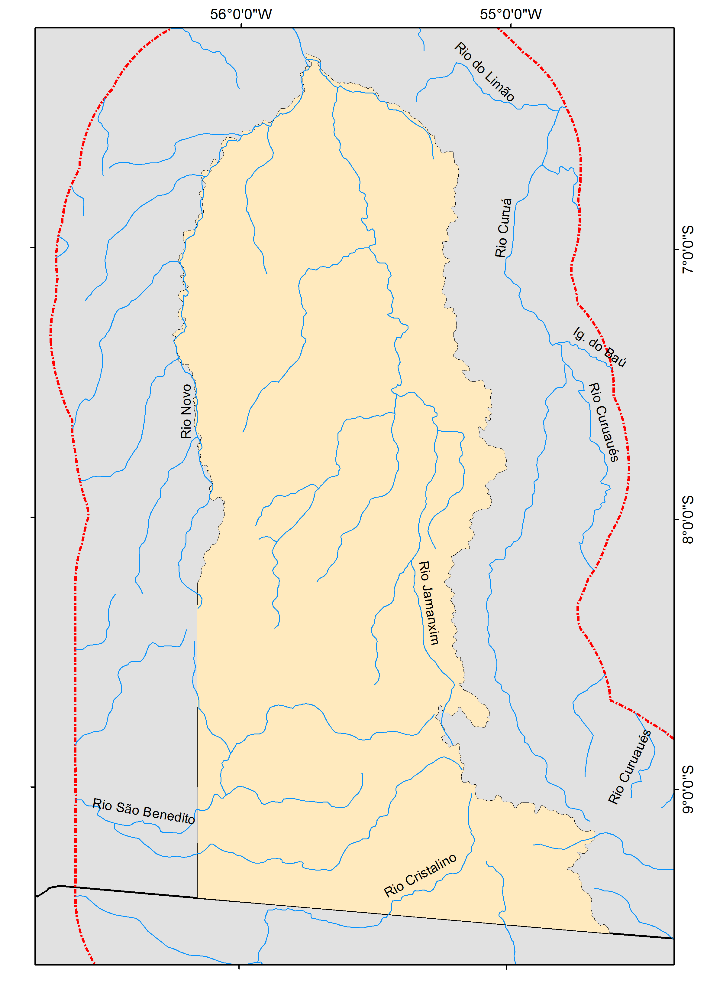 56°0'0"W
55°0'0"W
Rio do Limão
Rio Curuá
7°0'0"S
Ig. do Baú
Rio Novo
Rio Curuaués
8°0'0"S
Rio Jamanxim
Rio Curuaués
9°0'0"S
Rio São Benedito
Rio Cristalino